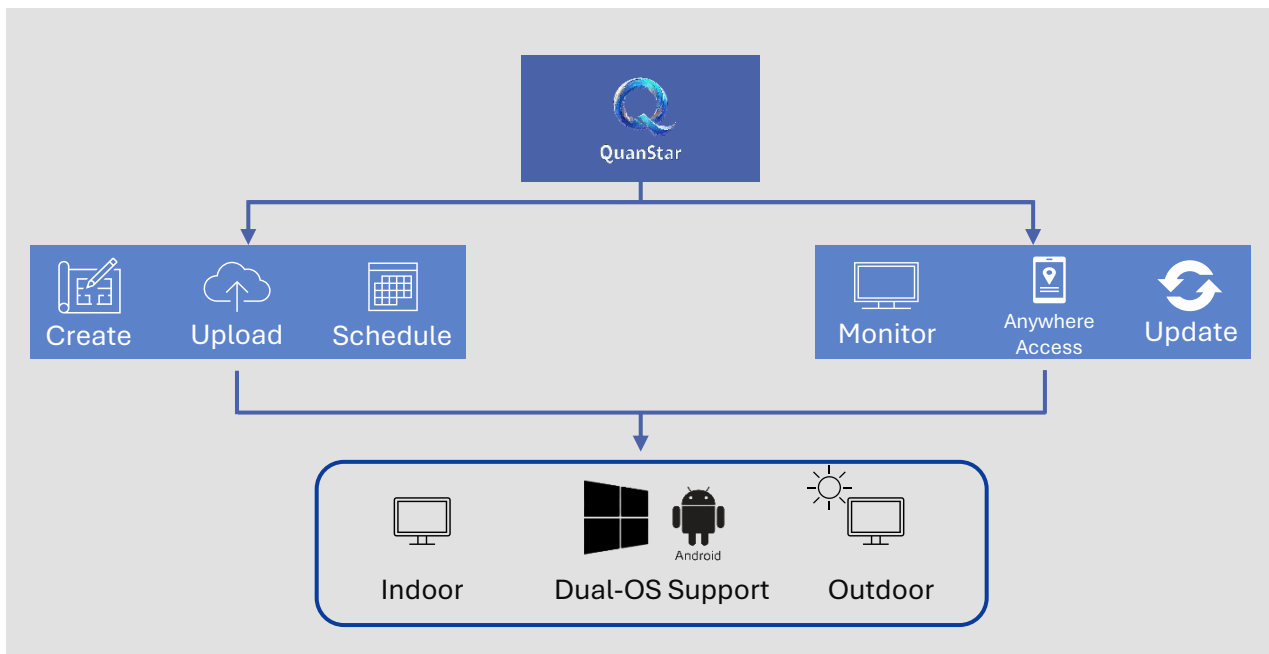 QuanStar
Create
Upload
Schedule
Monitor
Anywhere
Access
Update
Android
Indoor
Dual-OS Support
Outdoor